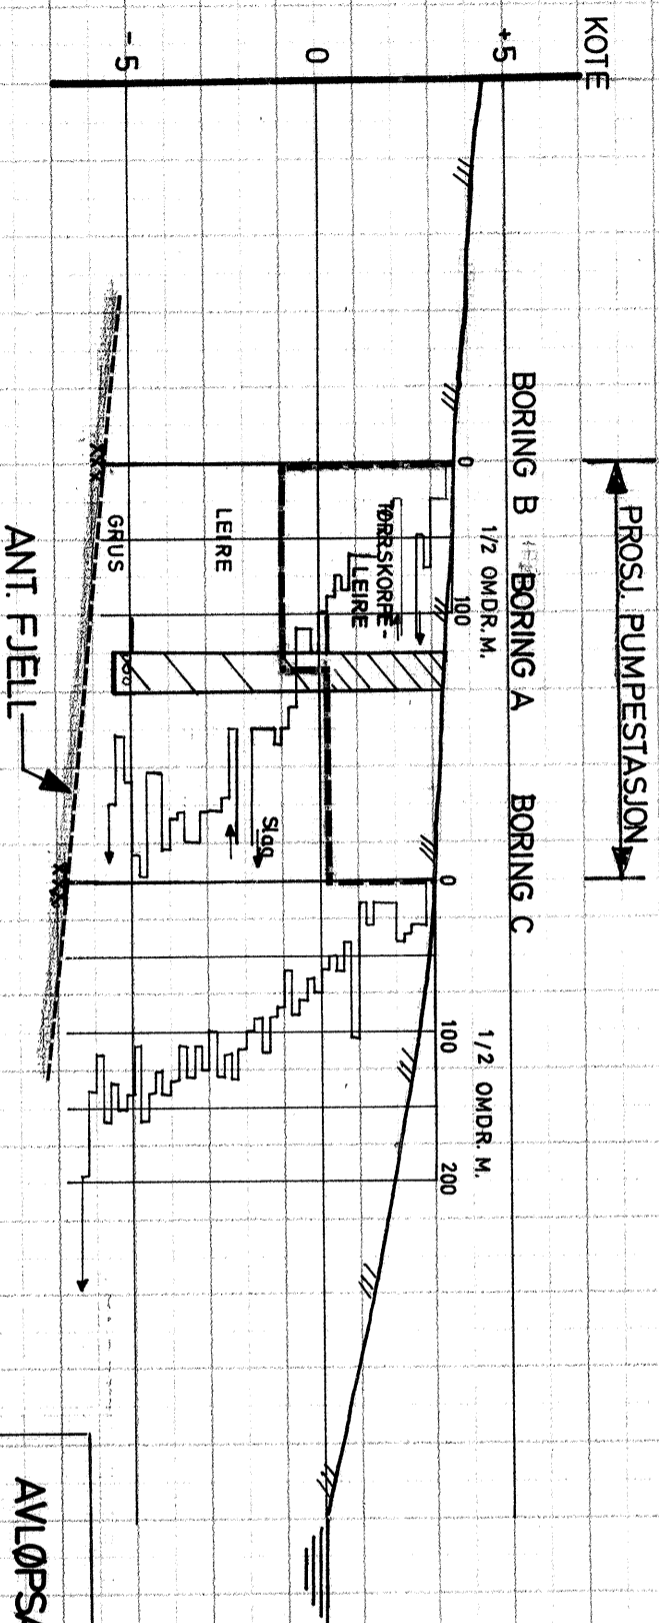 KOTE
+5
0
-5
PROSJ. PUMPESTASJON
BORING B
BORING A
BORING C
0
100
1/2 OMDR. M.
0
100
200
1/2 OMDR. M.
TØRRSKORPE-
LEIRE
Slag
LEIRE
GRUS
ANT. FJELL